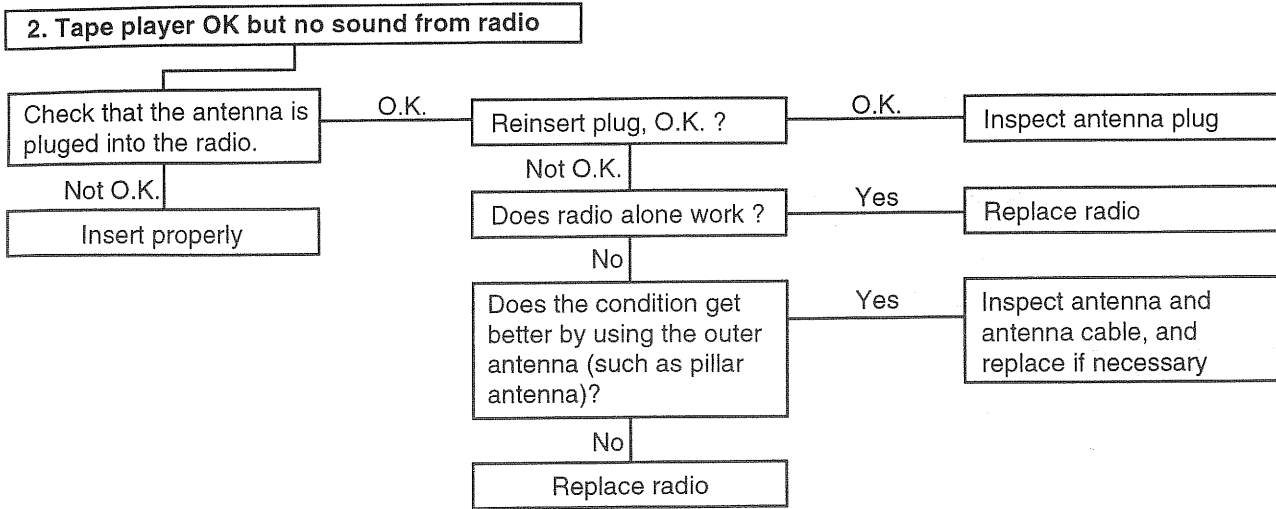 2. Tape player OK but no sound from radio
Check that the antenna is
pluged into the radio.
O.K.
Reinsert plug, O.K. ?
O.K.
Inspect antenna plug
Not O.K.
Insert properly
Not O.K.
Does radio alone work ?
Yes
Replace radio
No
Does the condition get
better by using the outer
antenna (such as pillar
antenna)?
Yes
Inspect antenna and
antenna cable, and
replace if necessary
No
Replace radio